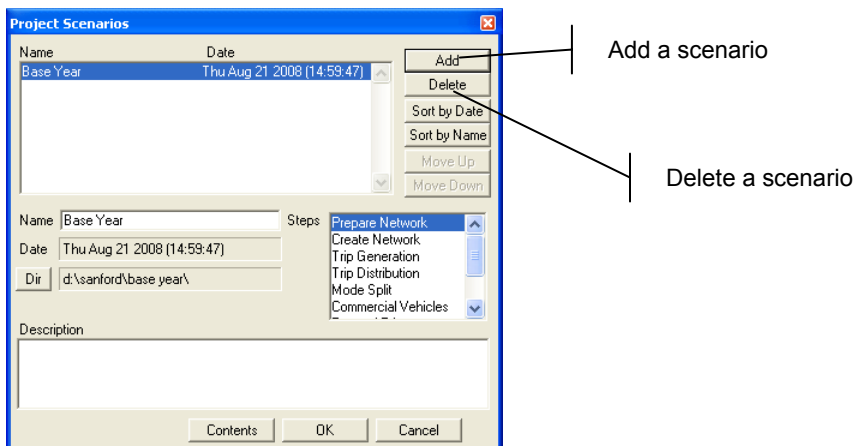 Project Scenarios
Name Date
Base Year Thu Aug 21 2008 (14:59:47)
Add
Delete
Sort by Date
Sort by Name
Move Up
Move Down
Add a scenario
Delete a scenario
Name Base Year
Date Thu Aug 21 2008 (14:59:47)
Dir d:\sanford\base year\
Steps
Prepare Network
Create Network
Trip Generation
Trip Distribution
Mode Split
Commercial Vehicles
Description
Contents OK Cancel